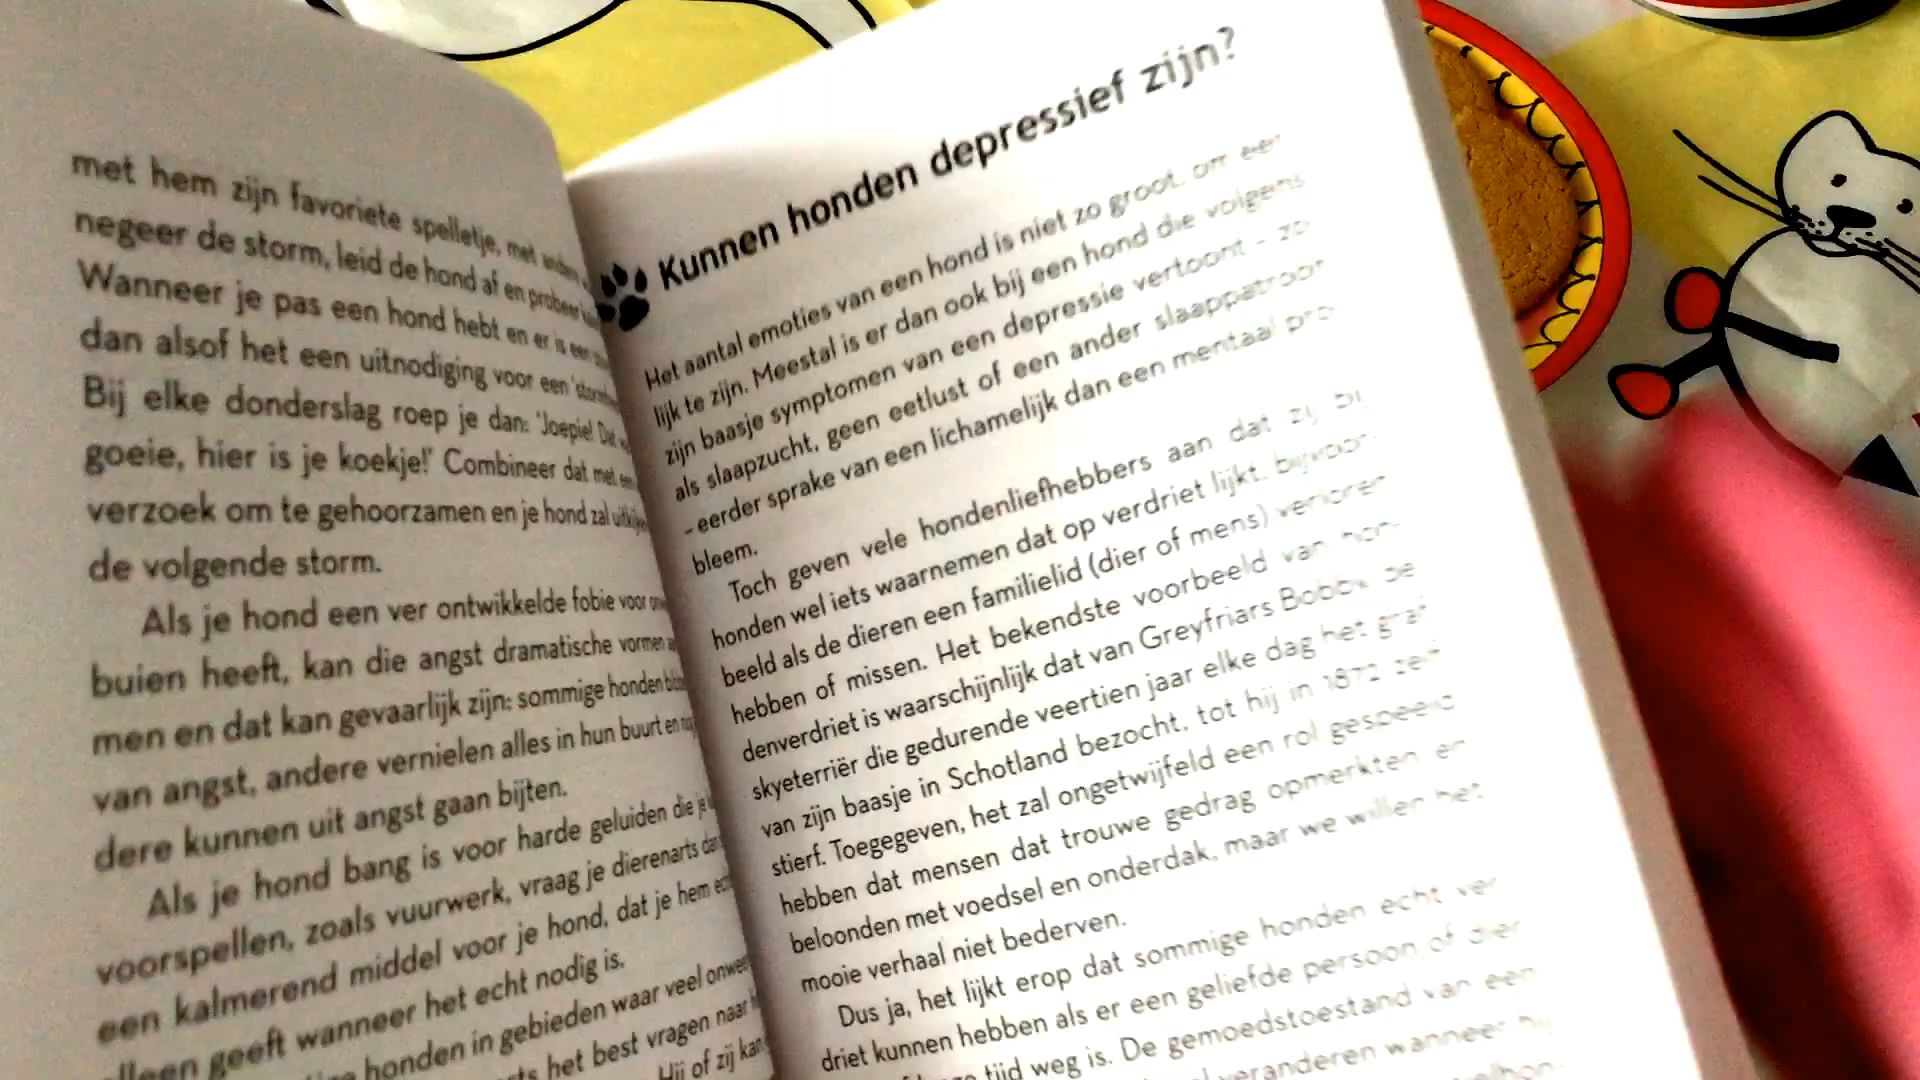 met hem zijn favoriete spelletje, met andere
negeer de storm, leid de hond af en probeer
Wanneer je pas een hond hebt en er is een
dan alsof het een uitnodiging voor een
Bij elke donderslag roep je dan: 'Joepie! Dat
goeie, hier is je koekje!' Combineer dat met een
verzoek om te gehoorzamen en je hond zal
de volgende storm.
Als je hond een ver ontwikkelde fobie voor
buien heeft, kan die angst dramatische vormen
men en dat kan gevaarlijk zijn: sommige honden
van angst, andere vernielen alles in hun buurt en
dere kunnen uit angst gaan bijten.
Als je hond bang is voor harde geluiden die je
voorspellen, zoals vuurwerk, vraag je dierenarts dan
een kalmerend middel voor je hond, dat je hem
geeft wanneer het echt nodig is.
honden in gebieden waar veel
het best vragen naar
Hij of zij kan
Kunnen honden depressief zijn?
Het aantal emoties van een hond is niet zo groot, om eer
lijk te zijn. Meestal is er dan ook bij een hond die volgens
zijn baasje symptomen van een depressie vertoont - zo
als slaapzucht, geen eetlust of een ander slaappatroon
- eerder sprake van een lichamelijk dan een mentaal pro
bleem.
Toch geven vele hondenliefhebbers aan dat zij bij
honden wel iets waarnemen dat op verdriet lijkt, bijvoor
beeld als de dieren een familielid (dier of mens) verloren
hebben of missen. Het bekendste voorbeeld van hon-
denverdriet is waarschijnlijk dat van Greyfriars Bobby, de
skyeterriër die gedurende veertien jaar elke dag het graf
van zijn baasje in Schotland bezocht, tot hij in 1872 zelf
stierf. Toegegeven, het zal ongetwijfeld een rol gespeeld
hebben dat mensen dat trouwe gedrag opmerkten en
beloonden met voedsel en onderdak, maar we willen het
mooie verhaal niet bederven.
Dus ja, het lijkt erop dat sommige honden echt ver
driet kunnen hebben als er een geliefde persoon of dier
tijd weg is. De gemoedstoestand van een
veranderen wanneer